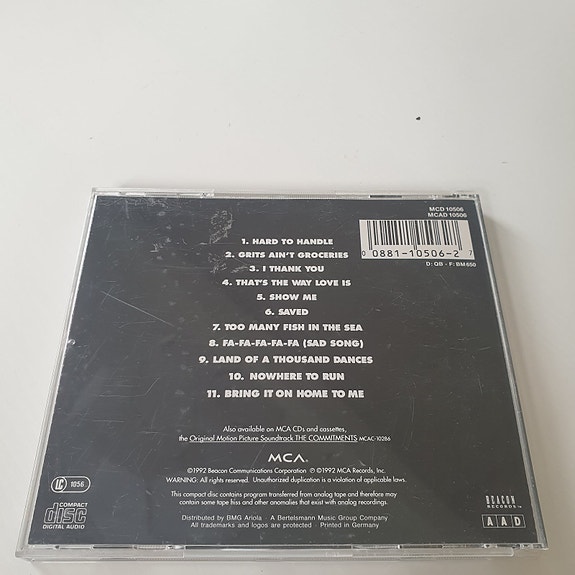 MCD 10506
MCAD 10506
0 0881-10506-2 7
D: QB - F: BM 650
1. HARD TO HANDLE
2. GRITS AIN'T GROCERIES
3. I THANK YOU
4. THAT'S THE WAY LOVE IS
5. SHOW ME
6. SAVED
7. TOO MANY FISH IN THE SEA
8. FA-FA-FA-FA-FA (SAD SONG)
9. LAND OF A THOUSAND DANCES
10. NOWHERE TO RUN
11. BRING IT ON HOME TO ME
Also available on MCA CDs and cassettes,
the Original Motion Picture Soundtrack THE COMMITMENTS MCAC-10286
MCA
©1992 Beacon Communications Corporation ℗ ©1992 MCA Records, Inc.
WARNING: All rights reserved. Unauthorized duplication is a violation of applicable laws.
This compact disc contains program transferred from analog tape and therefore may
contain some tape hiss and other anomalies that exist with analog recordings.
Distributed by BMG Ariola · A Bertelsmann Music Group Company
All trademarks and logos are protected · Printed in Germany
LC 1056
COMPACT
disc
DIGITAL AUDIO
BEACON
RECORDS™
AAD